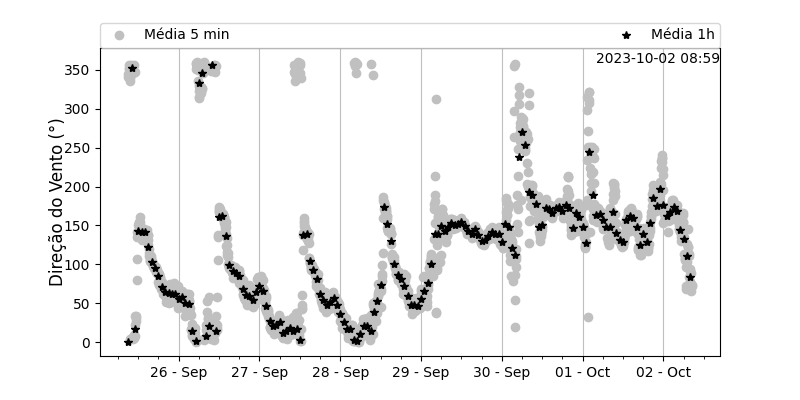 Média 5 min
Média 1h
2023-10-02 08:59
Direção do Vento (°)
350
300
250
200
150
100
50
0
26 - Sep
27 - Sep
28 - Sep
29 - Sep
30 - Sep
01 - Oct
02 - Oct